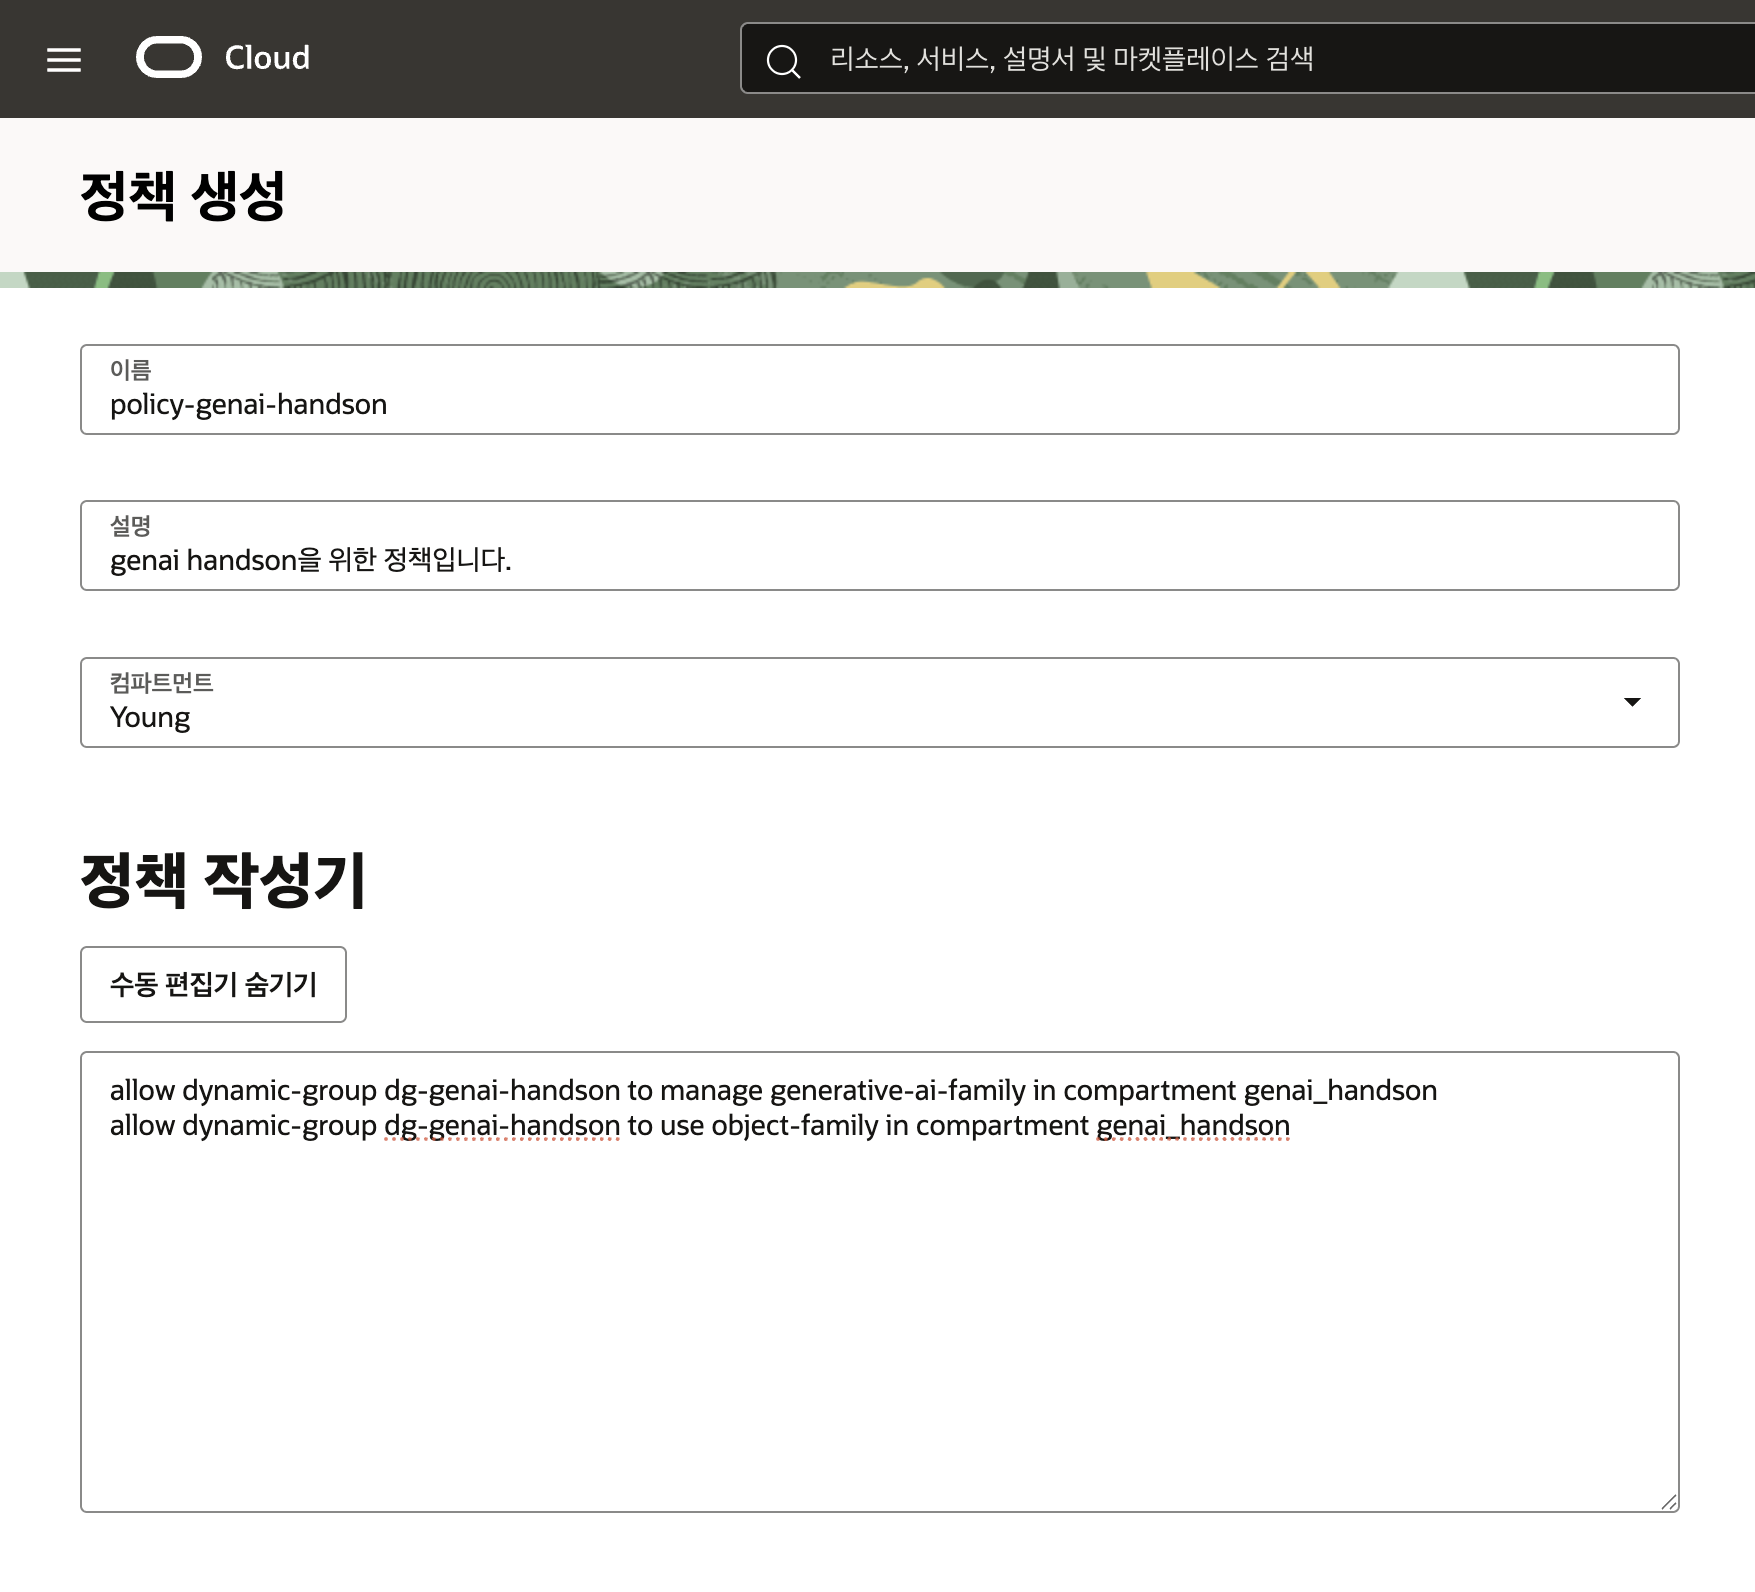 Cloud
리소스, 서비스, 설명서 및 마켓플레이스 검색
정책 생성
이름
policy-genai-handson
설명
genai handson을 위한 정책입니다.
컴파트먼트
Young
정책 작성기
수동 편집기 숨기기
allow dynamic-group dg-genai-handson to manage generative-ai-family in compartment genai_handson
allow dynamic-group dg-genai-handson to use object-family in compartment genai_handson